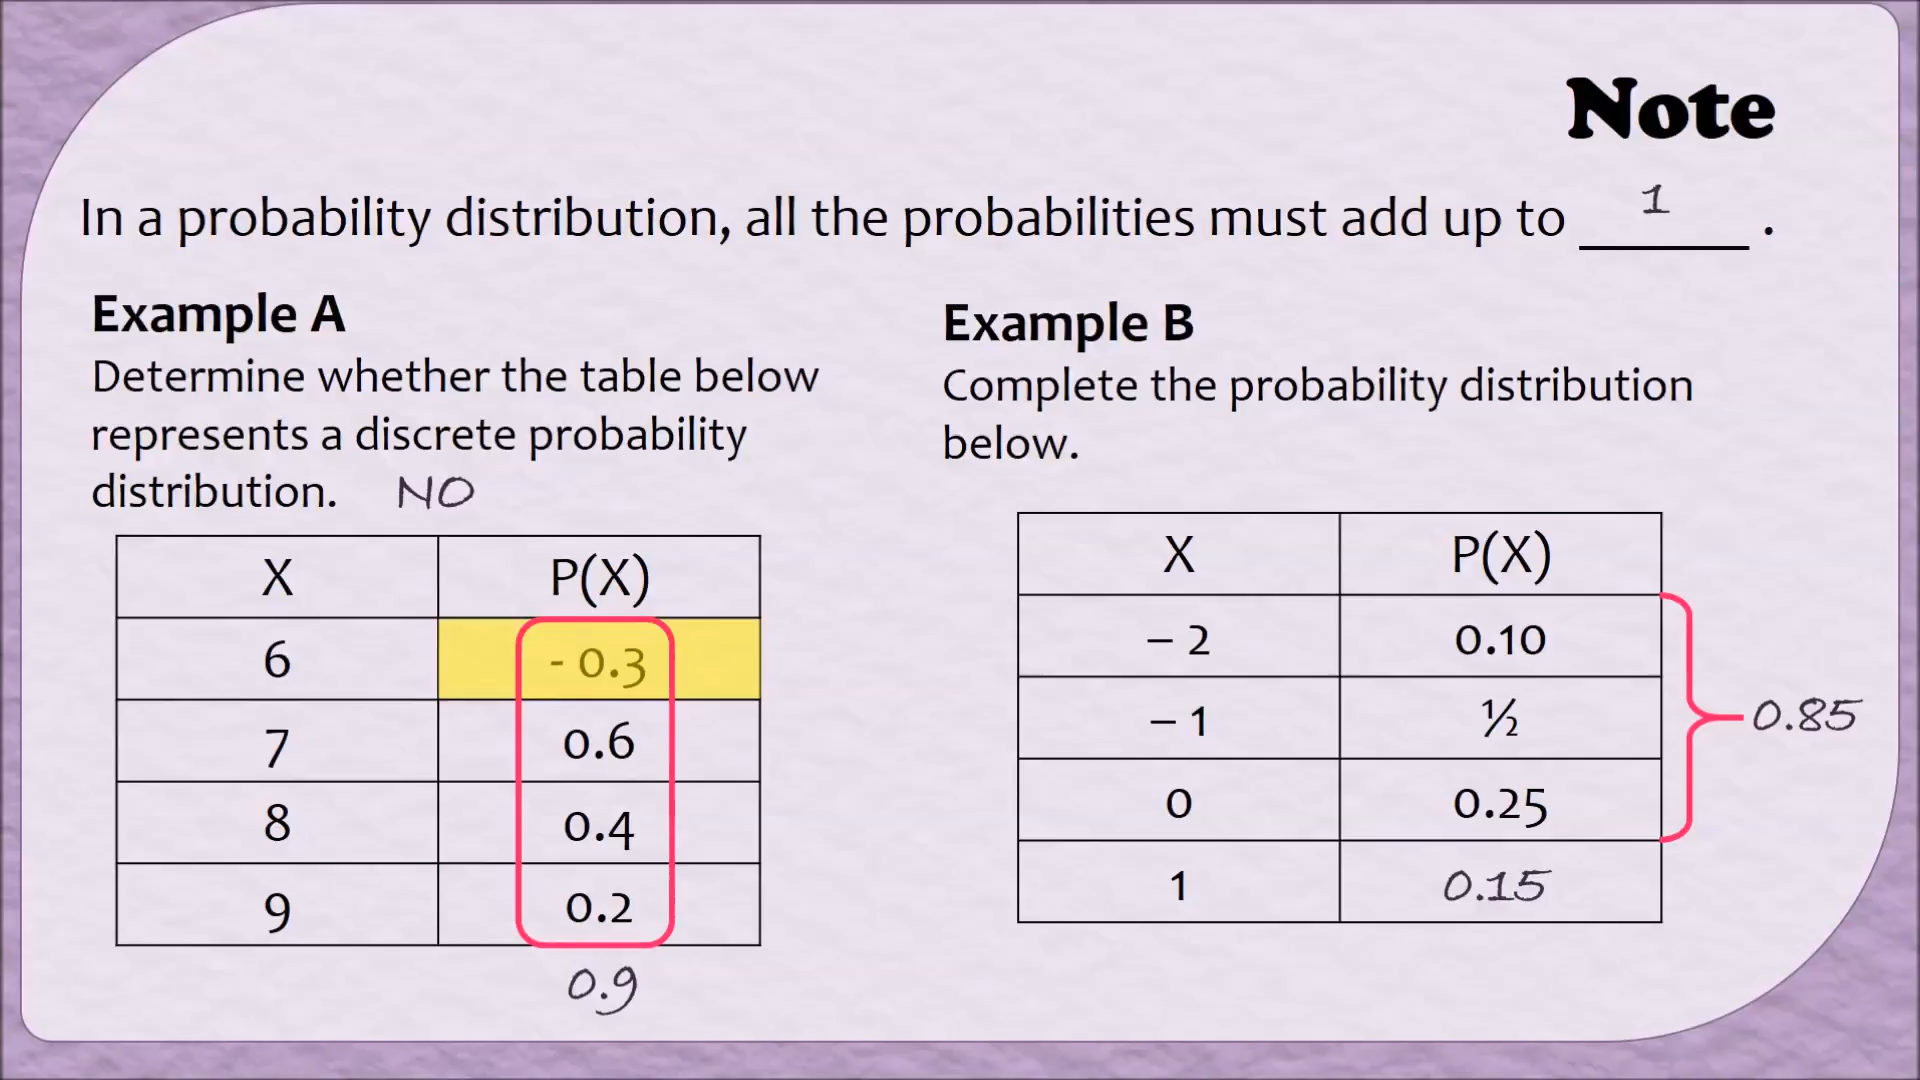 Note
In a probability distribution, all the probabilities must add up to 1 .
Example A
Determine whether the table below
represents a discrete probability
distribution. NO
X P(X)
6 - 0.3
7 0.6
8 0.4
9 0.2
0.9
Example B
Complete the probability distribution
below.
X P(X)
– 2 0.10
– 1 ½
0 0.25
1 0.15
0.85